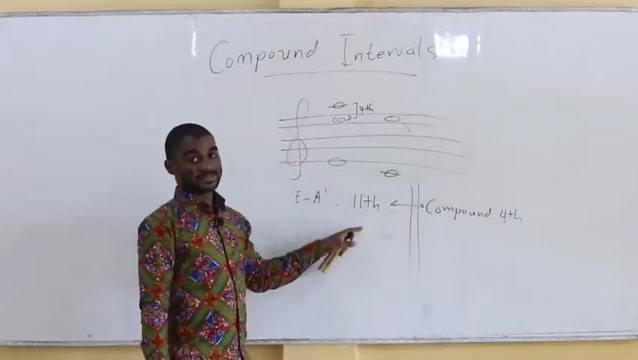 Compound Intervals
4th
E-A' : 11th ↔ Compound 4th